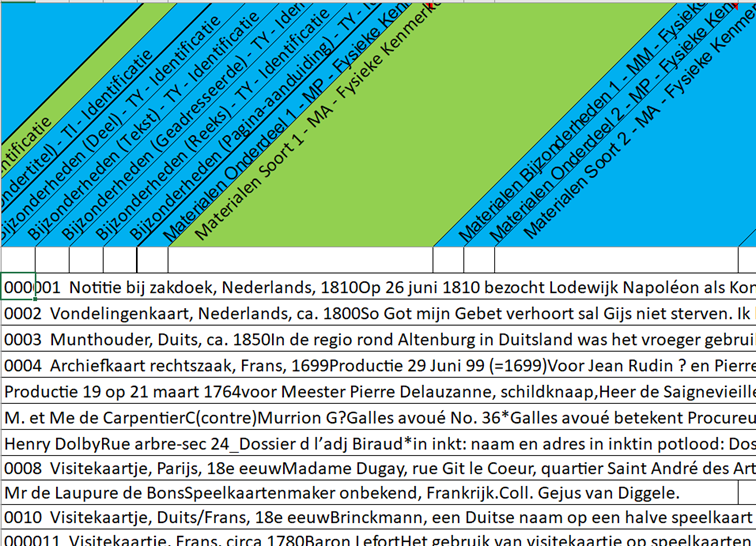 ntificatie
ondertitel) - TI - Identificatie
Bijzonderheden (Deel) - TY - Identificatie
Bijzonderheden (Tekst) - TY - Identificatie
Bijzonderheden (Geadresseerde) - TY - Iden
Bijzonderheden (Reeks) - TY - Identificatie
Bijzonderheden (Pagina-aanduiding) - TY -
Materialen Onderdeel 1 - MP - Fysieke Ken
Materialen Soort 1 - MA - Fysieke Kenmerk
Materialen Bijzonderheden 1 - MM - Fysieke
Materialen Onderdeel 2 - MP - Fysieke Ken
Materialen Soort 2 - MA - Fysieke Kenmerk
000001 Notitie bij zakdoek, Nederlands, 1810Op 26 juni 1810 bezocht Lodewijk Napoléon als Kon
0002 Vondelingenkaart, Nederlands, ca. 1800So Got mijn Gebet verhoort sal Gijs niet sterven. Ik
0003 Munthouder, Duits, ca. 1850In de regio rond Altenburg in Duitsland was het vroeger gebrui
0004 Archiefkaart rechtszaak, Frans, 1699Productie 29 Juni 99 (=1699)Voor Jean Rudin ? en Pierre
Productie 19 op 21 maart 1764voor Meester Pierre Delauzanne, schildknaap,Heer de Saignevieille
M. et Me de CarpentierC(contre)Murrion G?Galles avoué No. 36*Galles avoué betekent Procureu
Henry DolbyRue arbre-sec 24_Dossier d l'adj Biraud*in inkt: naam en adres in inktin potlood: Dos
0008 Visitekaartje, Parijs, 18e eeuwMadame Dugay, rue Git le Coeur, quartier Saint André des Art
Mr de Laupure de BonsSpeelkaartenmaker onbekend, Frankrijk.Coll. Gejus van Diggele.
0010 Visitekaartje, Duits/Frans, 18e eeuwBrinckmann, een Duitse naam op een halve speelkaart
000011 Visitekaartje, Frans, circa 1780Baron LefortHet gebruik van visitekaartje op speelkaarten